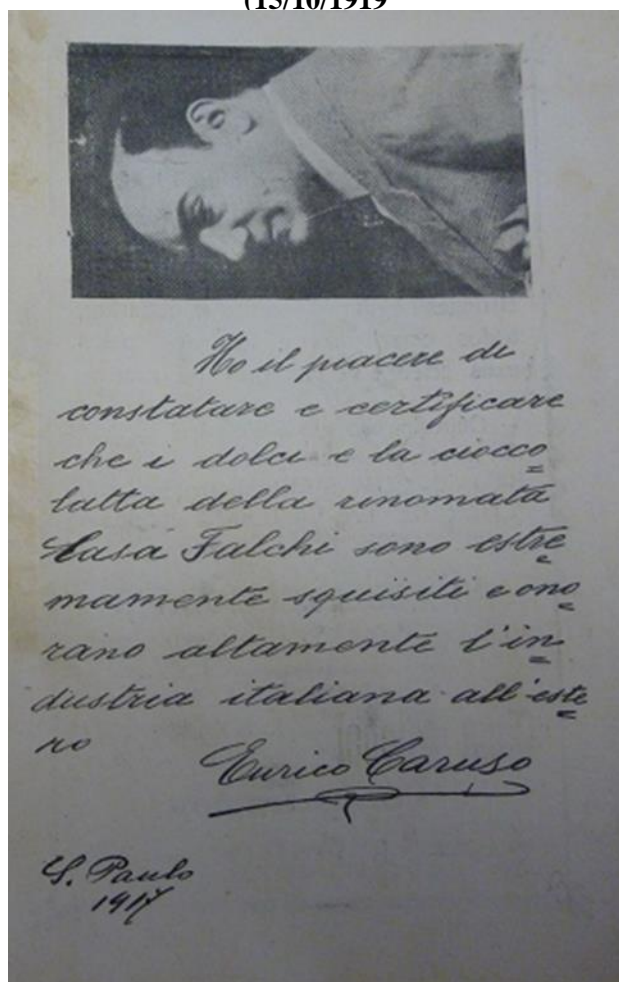 (15/10/1919
Ho il piacere di
constatare e certificare
che i dolci e la ciocco
latta della rinomata
Casa Falchi sono estre
mamente squisiti e ono
rano altamente l'in
dustria italiana all'este
ro
Enrico Caruso
S. Paulo
1917